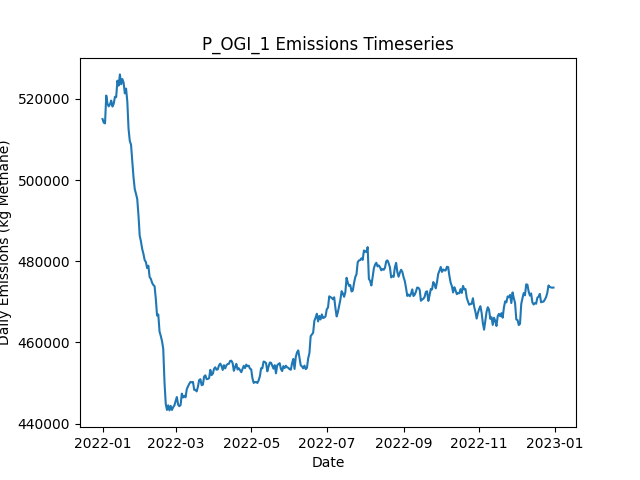 P_OGI_1 Emissions Timeseries
Daily Emissions (kg Methane)
520000
500000
480000
460000
440000
2022-01 2022-03 2022-05 2022-07 2022-09 2022-11 2023-01
Date